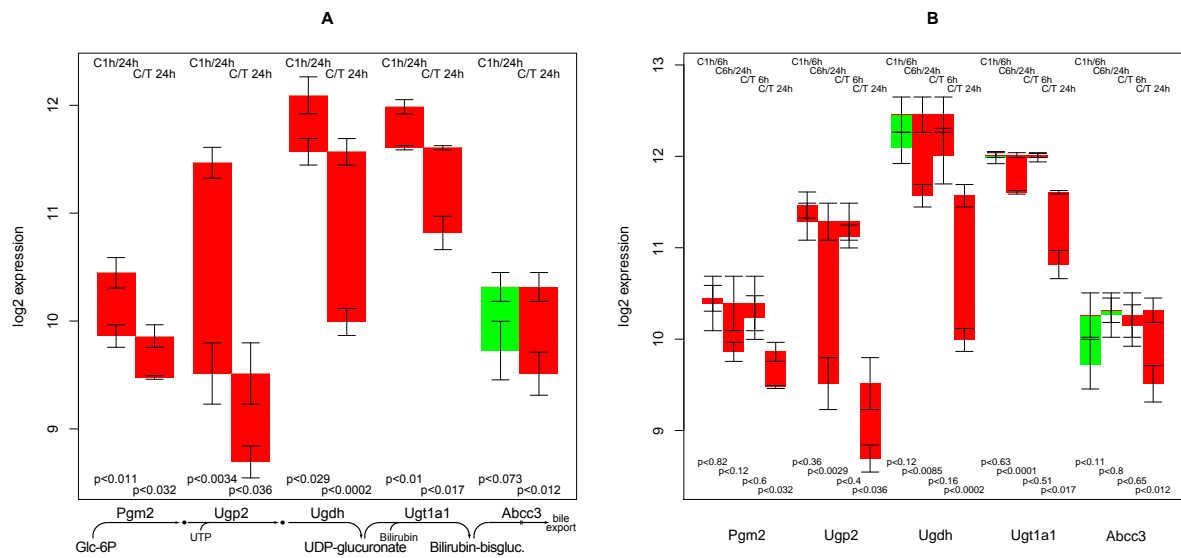 A
C1h/24h C1h/24h C1h/24h C1h/24h C1h/24h
C/T 24h C/T 24h C/T 24h C/T 24h C/T 24h
12
11
10
9
log2 expression
p<0.011 p<0.0034 p<0.029 p<0.01 p<0.073
p<0.032 p<0.036 p<0.0002 p<0.017 p<0.012
Pgm2 Ugp2 Ugdh Ugt1a1 Abcc3
bile
export
UTP Bilirubin
Glc-6P UDP-glucuronate Bilirubin-bisgluc.
B
C1h/6h C1h/6h C1h/6h C1h/6h C1h/6h
C6h/24h C6h/24h C6h/24h C6h/24h C6h/24h
C/T 6h C/T 6h C/T 6h C/T 6h C/T 6h
C/T 24h C/T 24h C/T 24h C/T 24h C/T 24h
13
12
11
10
9
log2 expression
p<0.82 p<0.36 p<0.12 p<0.63 p<0.11
p<0.12 p<0.0029 p<0.0085 p<0.0001 p<0.8
p<0.6 p<0.4 p<0.16 p<0.51 p<0.65
p<0.032 p<0.036 p<0.0002 p<0.017 p<0.012
Pgm2 Ugp2 Ugdh Ugt1a1 Abcc3